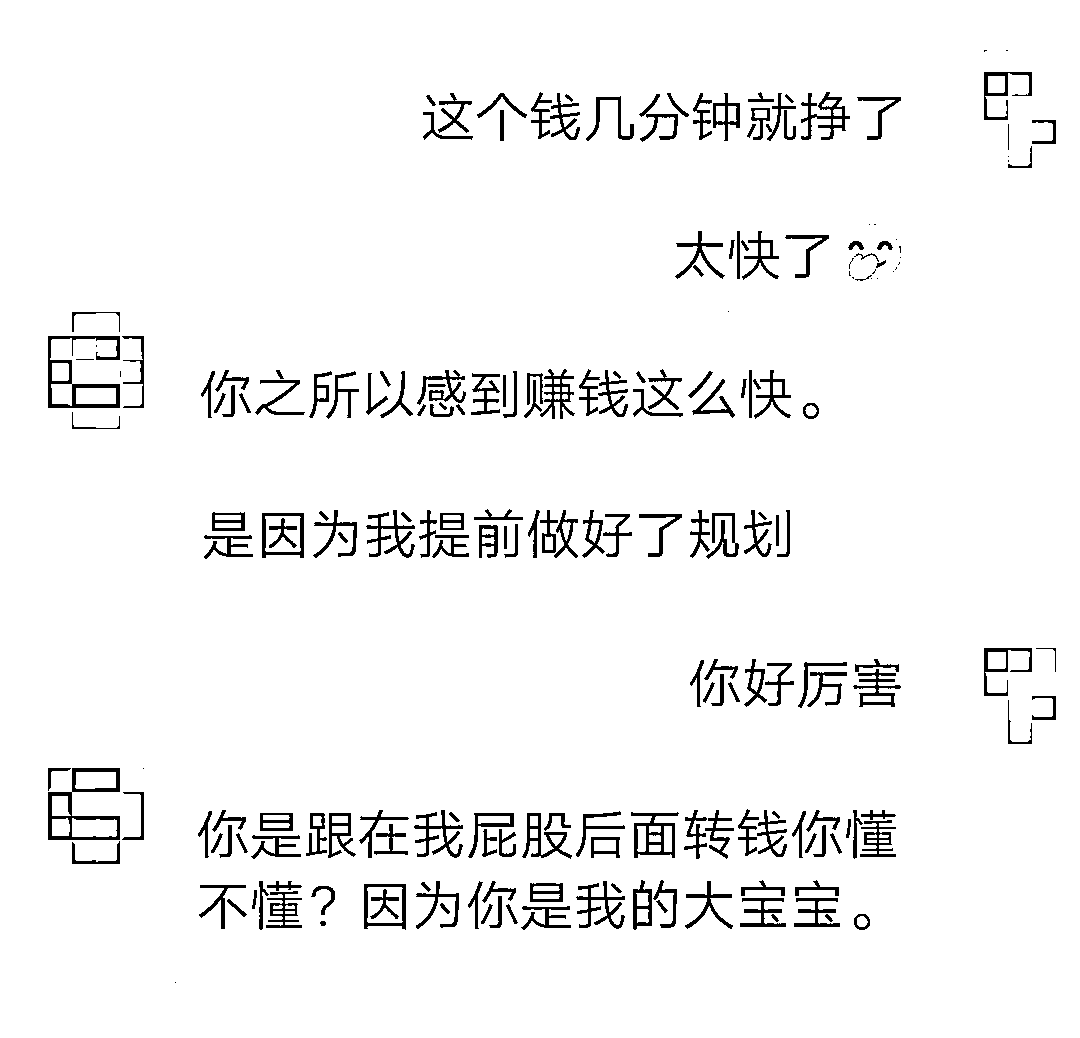 这个钱几分钟就挣了
太快了
你之所以感到赚钱这么快。
是因为我提前做好了规划
你好厉害
你是跟在我屁股后面转钱你懂
不懂？因为你是我的大宝宝。